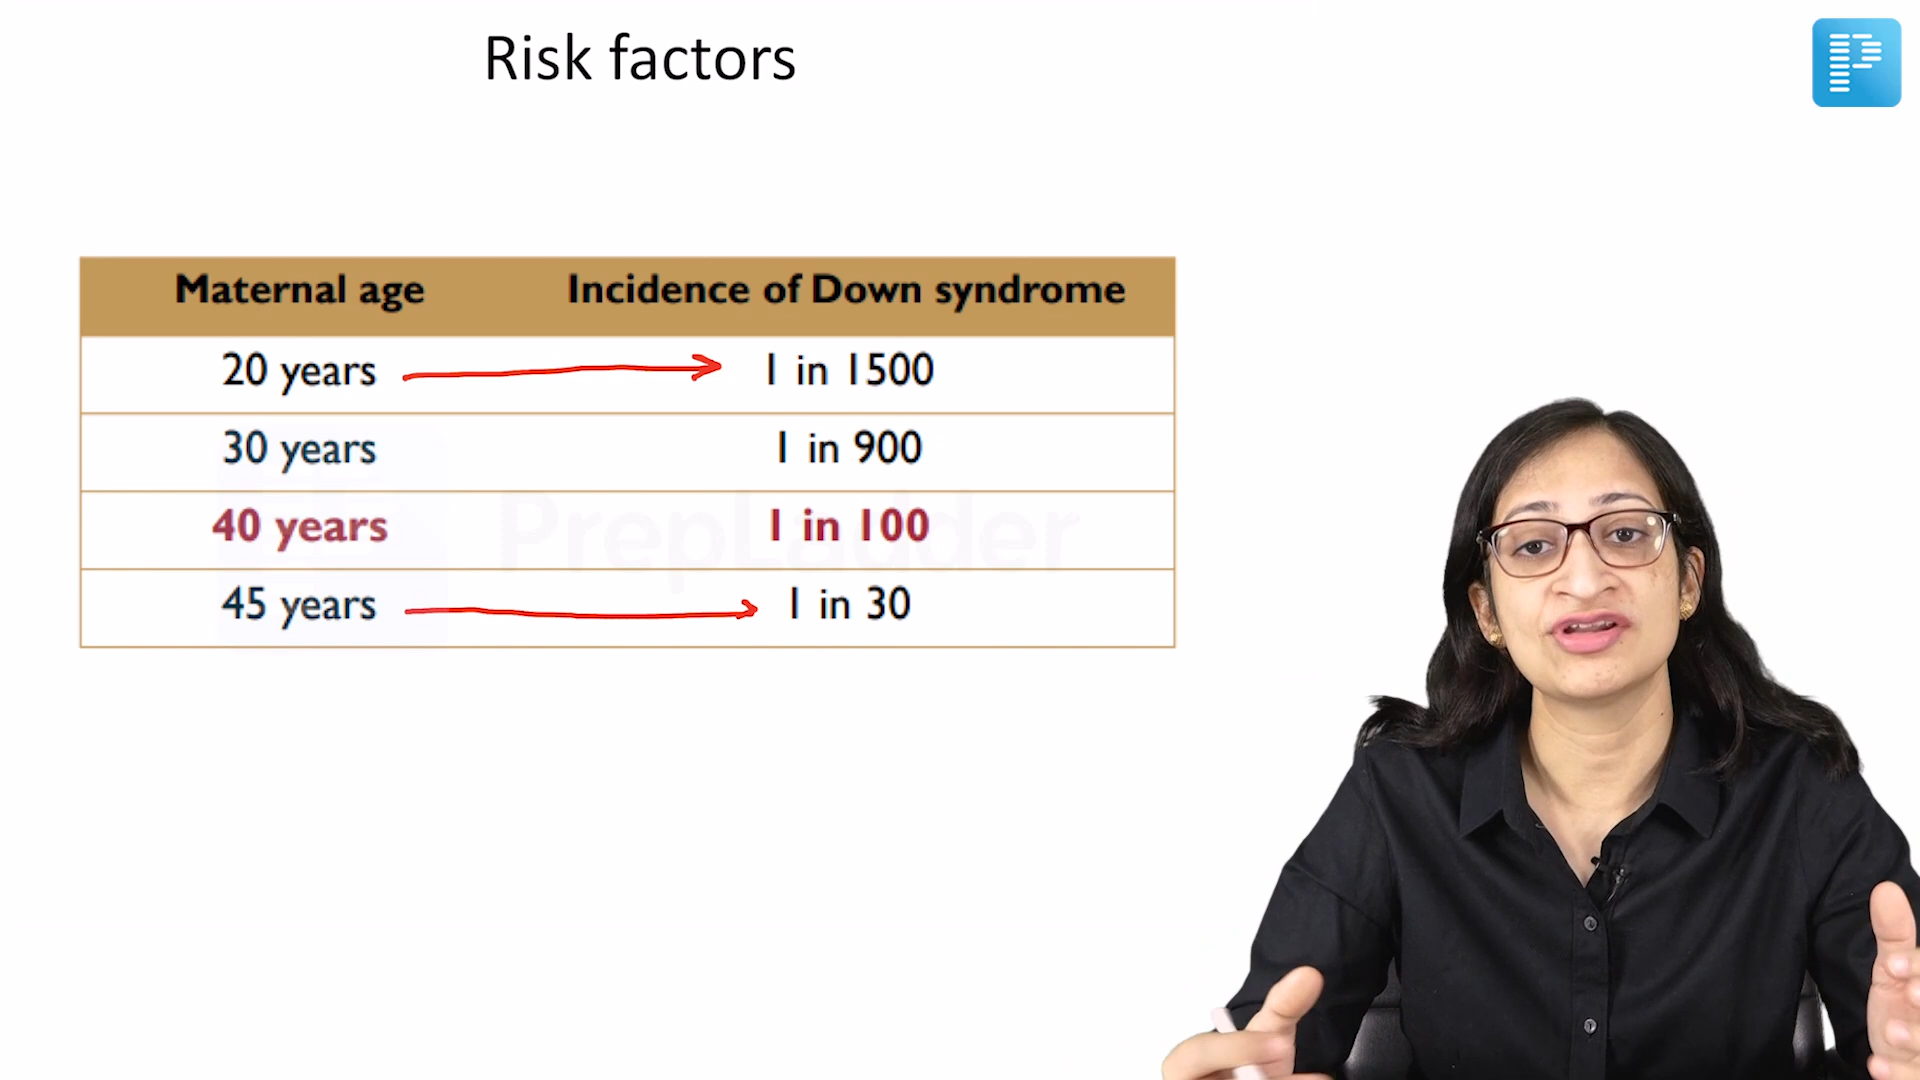 Risk factors
Maternal age Incidence of Down syndrome
20 years 1 in 1500
30 years 1 in 900
40 years 1 in 100
45 years 1 in 30
PrepLadder